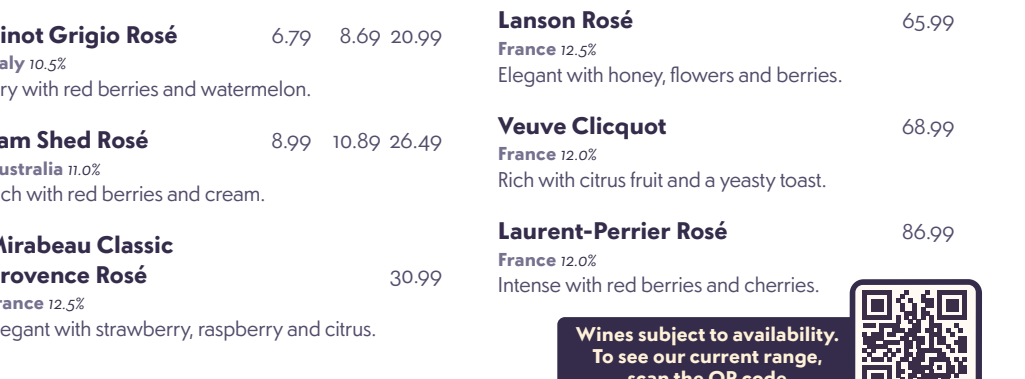 inot Grigio Rosé 6.79 8.69 20.99
aly 10.5%
ry with red berries and watermelon.
am Shed Rosé 8.99 10.89 26.49
ustralia 11.0%
ch with red berries and cream.
Mirabeau Classic
rovence Rosé 30.99
rance 12.5%
legant with strawberry, raspberry and citrus.
Lanson Rosé 65.99
France 12.5%
Elegant with honey, flowers and berries.
Veuve Clicquot 68.99
France 12.0%
Rich with citrus fruit and a yeasty toast.
Laurent-Perrier Rosé 86.99
France 12.0%
Intense with red berries and cherries.
Wines subject to availability.
To see our current range,
scan the QR code